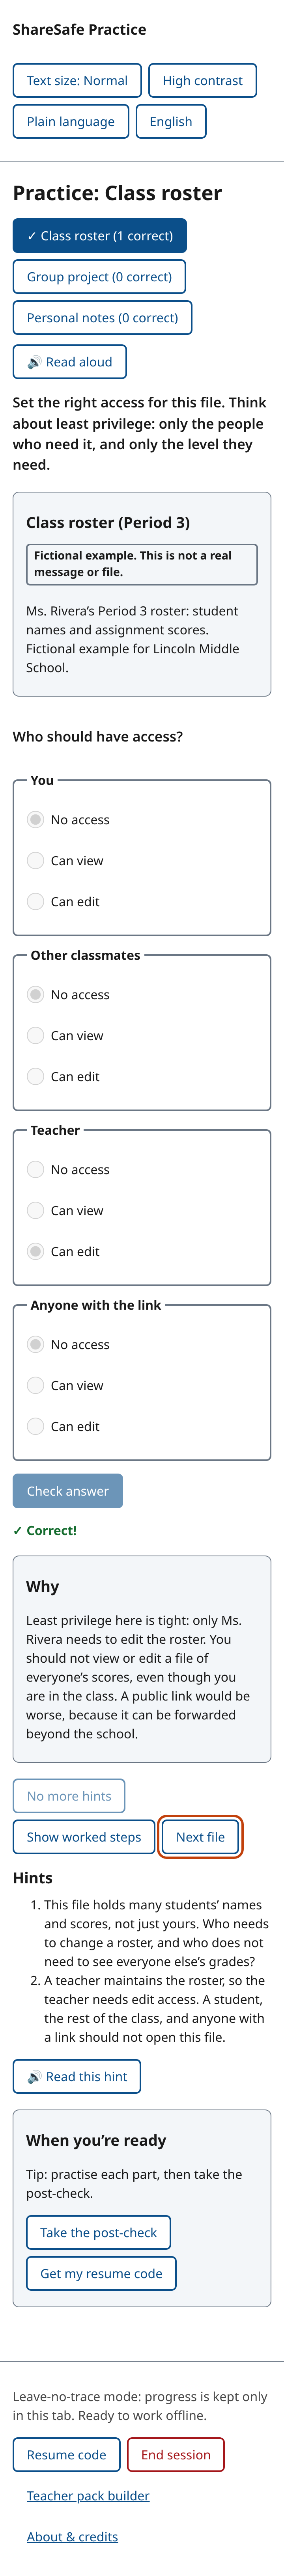 ShareSafe Practice
Text size: Normal
High contrast
Plain language
English
Practice: Class roster
✓ Class roster (1 correct)
Group project (0 correct)
Personal notes (0 correct)
🔊 Read aloud
Set the right access for this file. Think
about least privilege: only the people
who need it, and only the level they
need.
Class roster (Period 3)
Fictional example. This is not a real
message or file.
Ms. Rivera’s Period 3 roster: student
names and assignment scores.
Fictional example for Lincoln Middle
School.
Who should have access?
You
No access
Can view
Can edit
Other classmates
No access
Can view
Can edit
Teacher
No access
Can view
Can edit
Anyone with the link
No access
Can view
Can edit
Check answer
✓ Correct!
Why
Least privilege here is tight: only Ms.
Rivera needs to edit the roster. You
should not view or edit a file of
everyone’s scores, even though you
are in the class. A public link would be
worse, because it can be forwarded
beyond the school.
No more hints
Show worked steps
Next file
Hints
1. This file holds many students’ names
and scores, not just yours. Who needs
to change a roster, and who does not
need to see everyone else’s grades?
2. A teacher maintains the roster, so the
teacher needs edit access. A student,
the rest of the class, and anyone with
a link should not open this file.
🔊 Read this hint
When you’re ready
Tip: practise each part, then take the
post-check.
Take the post-check
Get my resume code
Leave-no-trace mode: progress is kept only
in this tab. Ready to work offline.
Resume code
End session
Teacher pack builder
About & credits